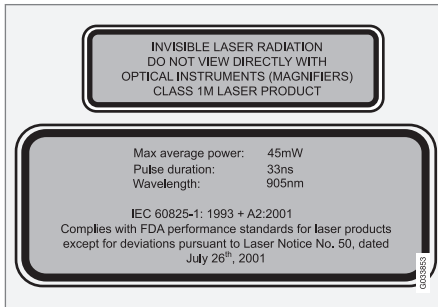 INVISIBLE LASER RADIATION
DO NOT VIEW DIRECTLY WITH
OPTICAL INSTRUMENTS (MAGNIFIERS)
CLASS 1M LASER PRODUCT
Max average power: 45mW
Pulse duration: 33ns
Wavelength: 905nm
IEC 60825-1: 1993 + A2:2001
Complies with FDA performance standards for laser products
except for deviations pursuant to Laser Notice No. 50, dated
July 26th, 2001
G033853